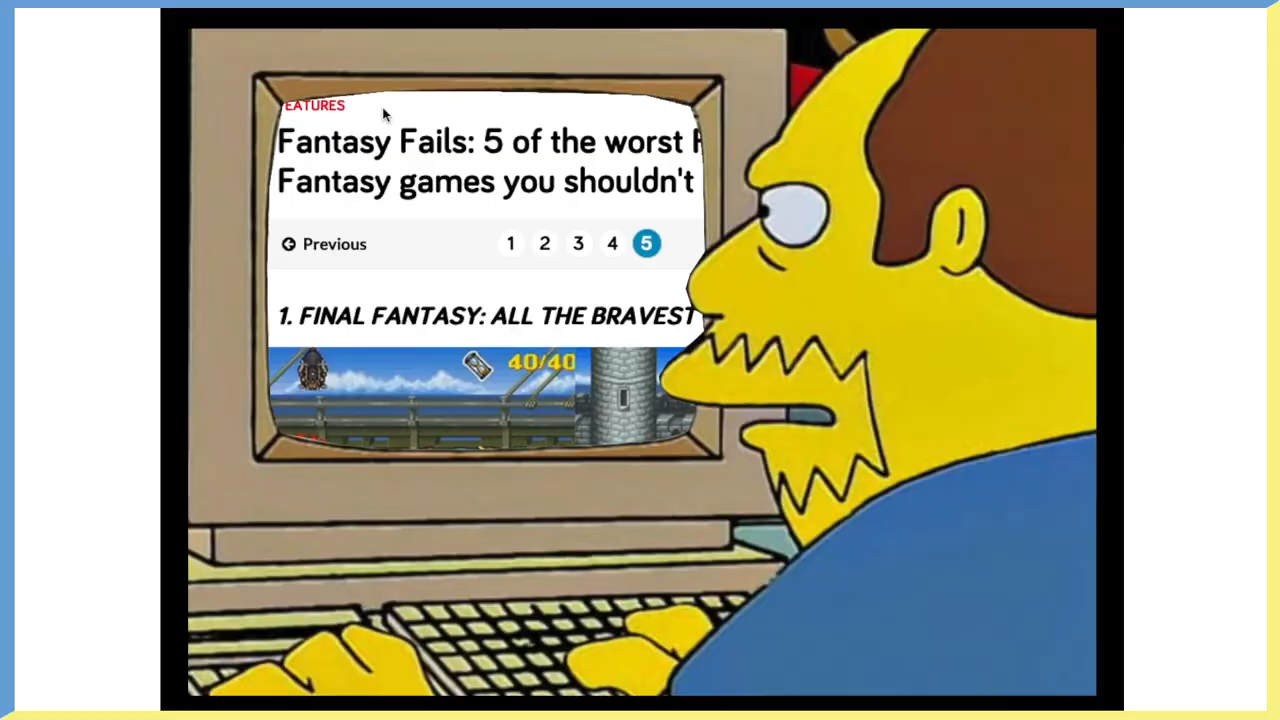 EATURES
Fantasy Fails: 5 of the worst
Fantasy games you shouldn't
Previous
1 2 3 4 5
1. FINAL FANTASY: ALL THE BRAVEST
40/40